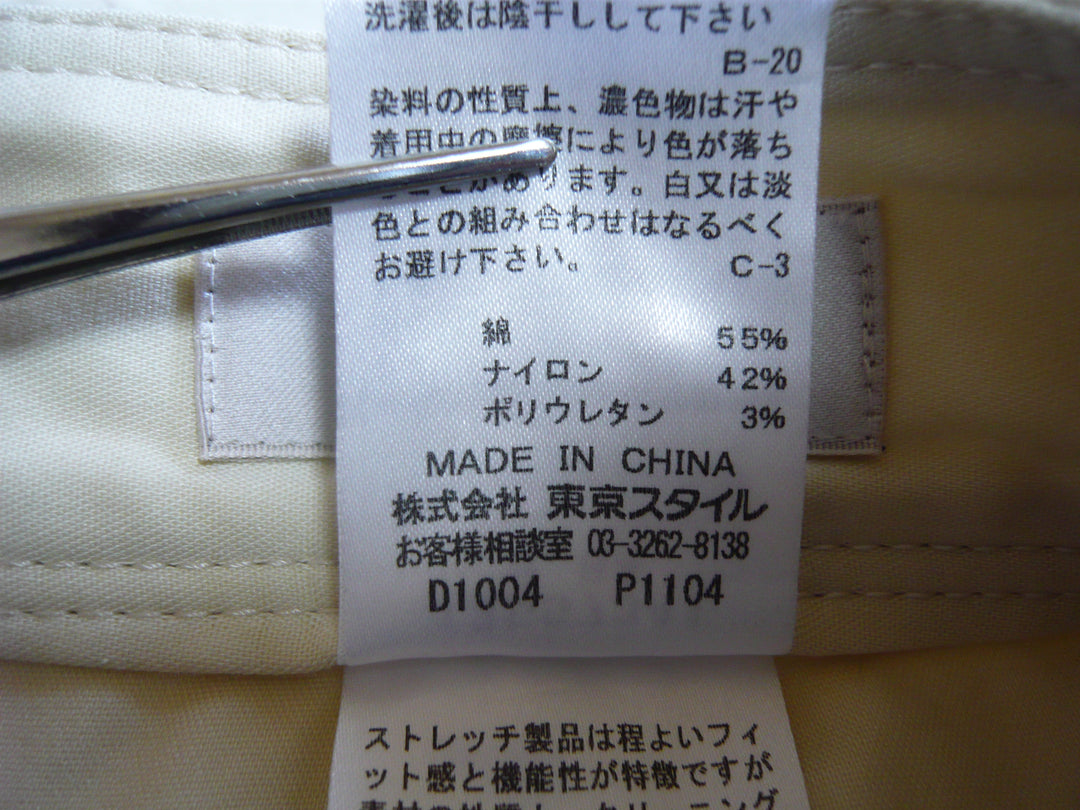 洗濯後は陰干しして下さい
B-20
染料の性質上、濃色物は汗や
着用中の摩擦により色が落ち
ことがあります。白又は淡
色との組み合わせはなるべく
お避け下さい。 C-3
綿 55%
ナイロン 42%
ポリウレタン 3%
MADE IN CHINA
株式会社 東京スタイル
お客様相談室 03-3262-8138
D1004 P1104
ストレッチ製品は程よいフィ
ット感と機能性が特徴ですが